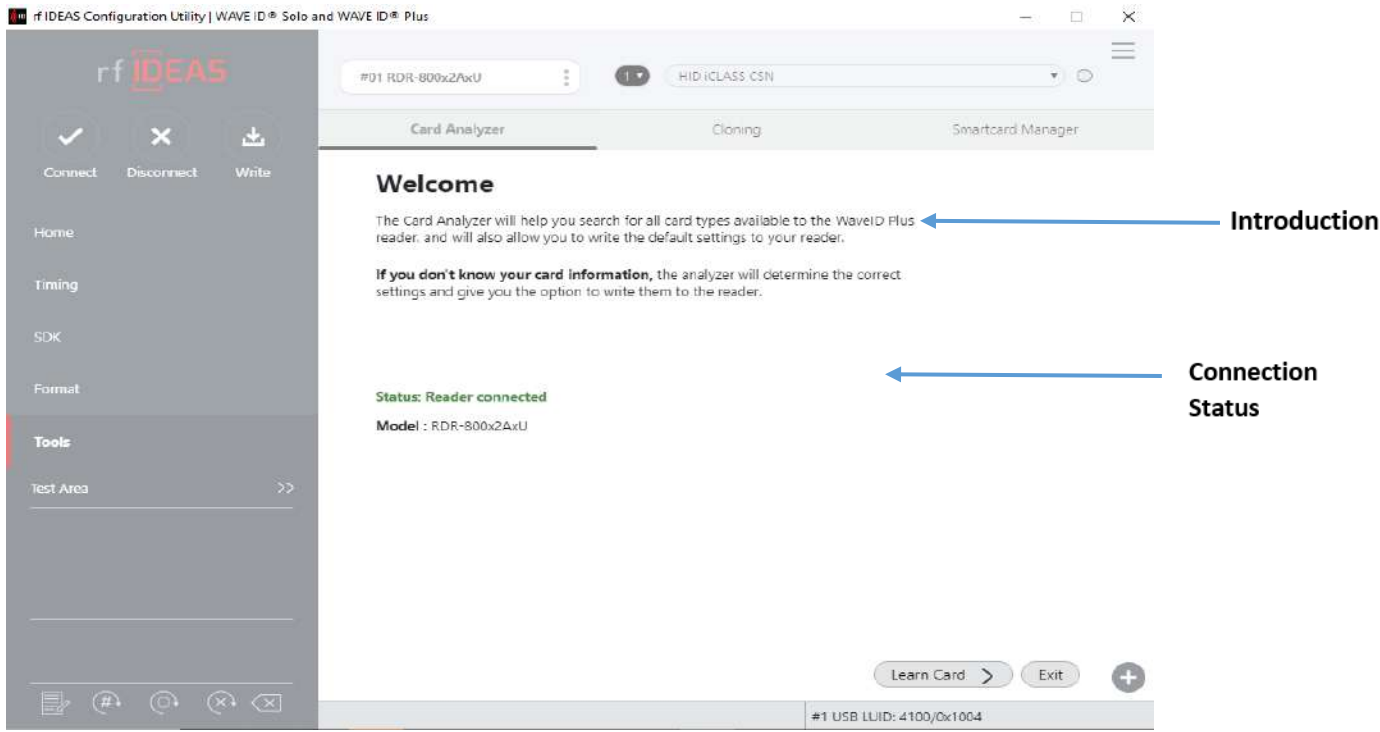 rf IDEAS Configuration Utility | WAVE ID® Solo and WAVE ID® Plus
rf IDEAS
#01 RDR-800x2AxU
1
HID iCLASS CSN
Connect
Disconnect
Write
Card Analyzer
Cloning
Smartcard Manager
Home
Timing
SDK
Format
Tools
Test Area >>
Welcome
The Card Analyzer will help you search for all card types available to the WaveID Plus
reader, and will also allow you to write the default settings to your reader.
If you don't know your card information, the analyzer will determine the correct
settings and give you the option to write them to the reader.
Status: Reader connected
Model : RDR-800x2AxU
Introduction
Connection
Status
Learn Card >
Exit
#1 USB LUID: 4100/0x1004